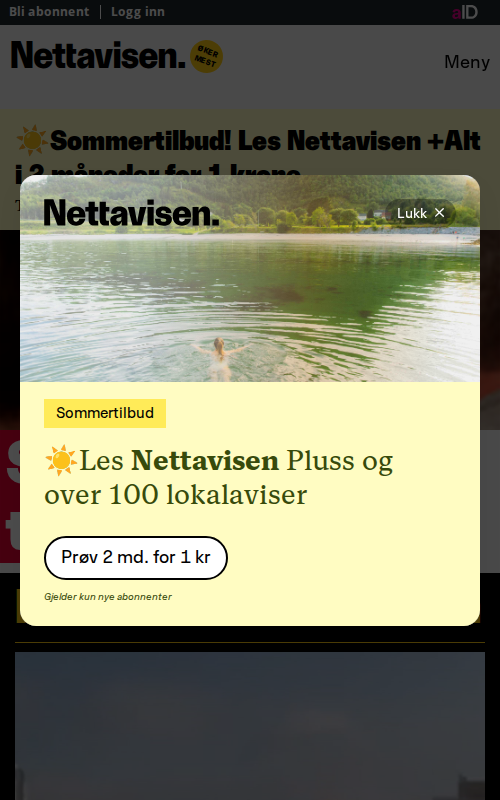 Bli abonnent | Logg inn
aID
Nettavisen.
ØKER
MEST
Meny
☀️Sommertilbud! Les Nettavisen +Alt
i 2 måneder for 1 krone
Nettavisen.
Lukk ✕
Sommertilbud
☀️Les Nettavisen Pluss og
over 100 lokalaviser
Prøv 2 md. for 1 kr
Gjelder kun nye abonnenter